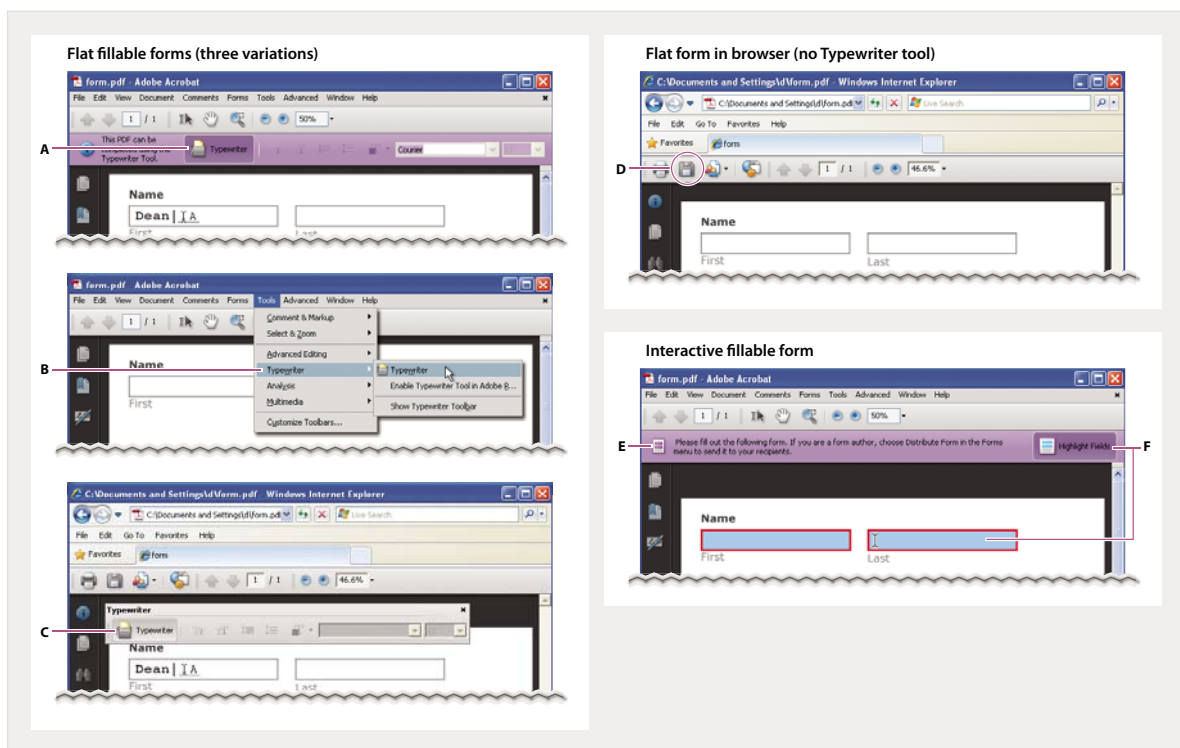 Flat fillable forms (three variations)
form.pdf - Adobe Acrobat
File Edit View Document Comments Forms Tools Advanced Window Help
1 / 1 50%
A
This PDF can be
completed using the
Typewriter Tool.
Typewriter
Courier
Name
Dean
First Last
form.pdf - Adobe Acrobat
File Edit View Document Comments Forms Tools Advanced Window Help
1 / 1
Comment & Markup
Select & Zoom
Advanced Editing
B
Typewriter
Analysis
Multimedia
Customize Toolbars...
Typewriter
Enable Typewriter Tool in Adobe R...
Show Typewriter Toolbar
Name
First
C:\Documents and Settings\d\form.pdf - Windows Internet Explorer
C:\Documents and Settings\d\form.pd Live Search
File Edit Go To Favorites Help
Favorites form
1 / 1 46.6%
Typewriter
C
Typewriter
Name
Dean
First Last
Flat form in browser (no Typewriter tool)
C:\Documents and Settings\d\form.pdf - Windows Internet Explorer
C:\Documents and Settings\d\form.pd Live Search
File Edit Go To Favorites Help
Favorites form
D
1 / 1 46.6%
Name
First Last
Interactive fillable form
form.pdf - Adobe Acrobat
File Edit View Document Comments Forms Tools Advanced Window Help
1 / 1 50%
E
Please fill out the following form. If you are a form author, choose Distribute Form in the Forms
menu to send it to your recipients.
Highlight Fields
F
Name
First Last